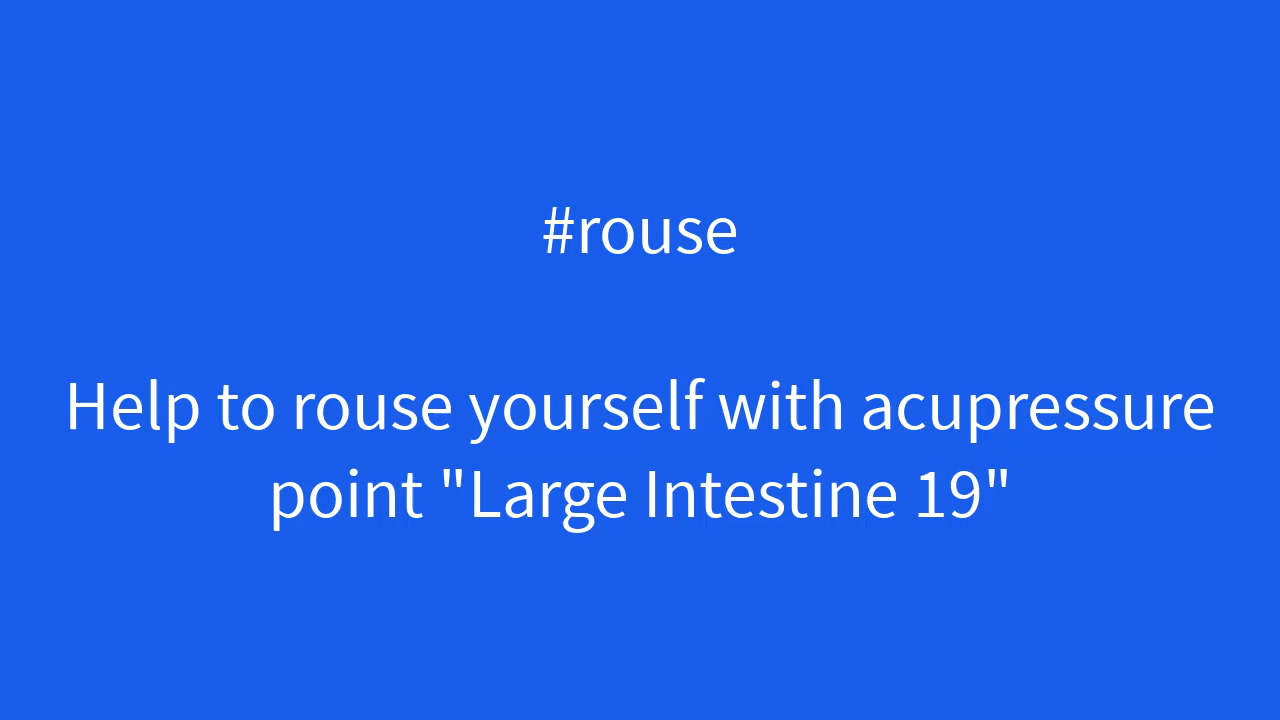 #rouse
Help to rouse yourself with acupressure
point "Large Intestine 19"